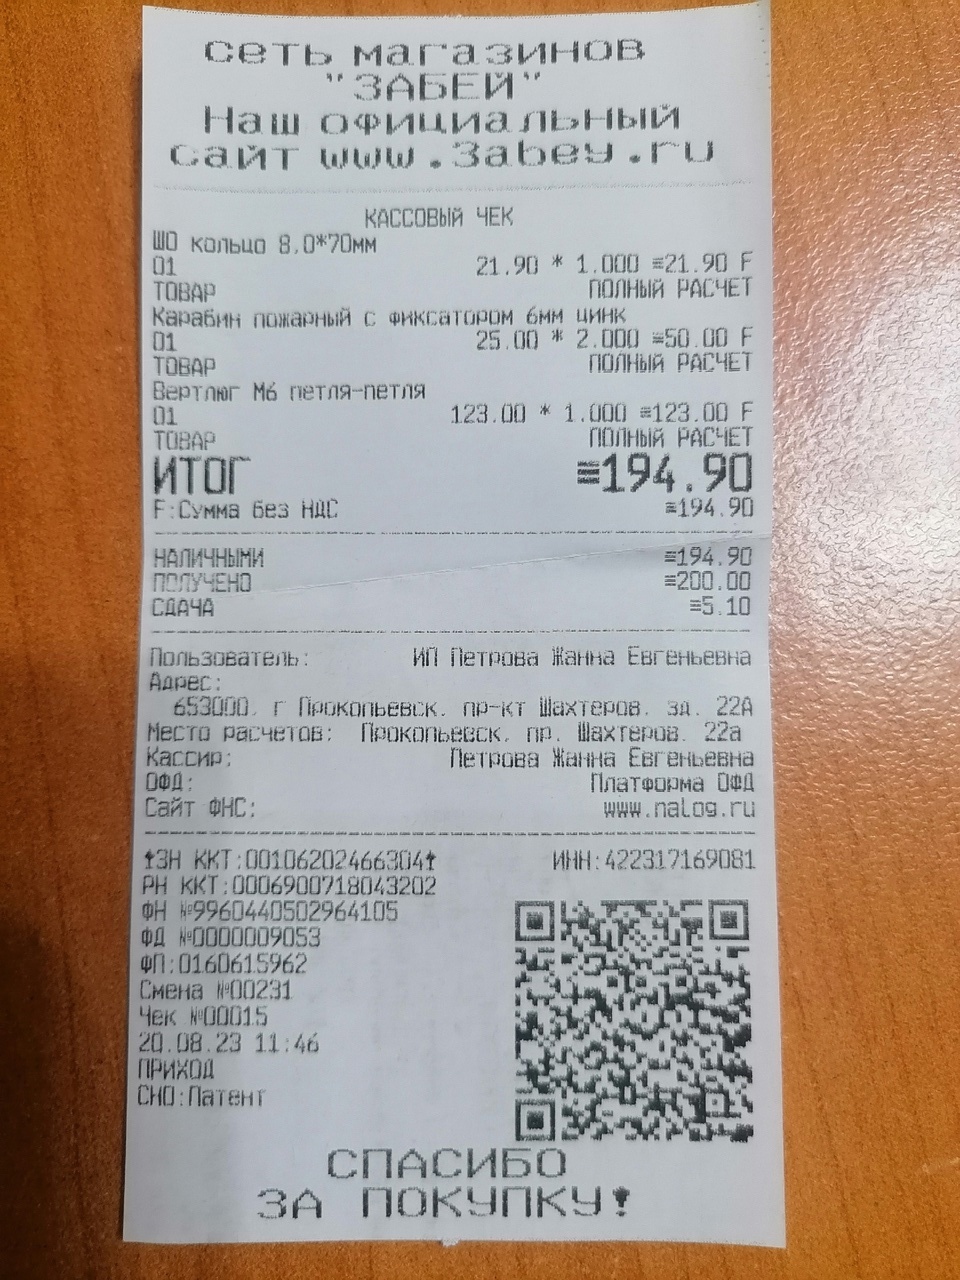 сеть магазинов
"ЗАБЕЙ"
Наш официальный
сайт www.3abey.ru
КАССОВЫЙ ЧЕК
ШО кольцо 8,0*70мм
01 21.90 * 1.000 ≡21.90 F
ТОВАР ПОЛНЫЙ РАСЧЕТ
Карабин пожарный с фиксатором 6мм цинк
01 25.00 * 2.000 ≡50.00 F
ТОВАР ПОЛНЫЙ РАСЧЕТ
Вертлюг М6 петля-петля
01 123.00 * 1.000 ≡123.00 F
ТОВАР ПОЛНЫЙ РАСЧЕТ
ИТОГ ≡194.90
F:Сумма без НДС ≡194.90
НАЛИЧНЫМИ ≡194.90
ПОЛУЧЕНО ≡200.00
СДАЧА ≡5.10
Пользователь: ИП Петрова Жанна Евгеньевна
Адрес:
653000, г Прокопьевск, пр-кт Шахтеров, зд. 22А
Место расчетов: Прокопьевск, пр. Шахтеров, 22а
Кассир: Петрова Жанна Евгеньевна
ОФД: Платформа ОФД
Сайт ФНС: www.nalog.ru
ЗН ККТ:00106202466304 ИНН:422317169081
РН ККТ:0006900718043202
ФН №9960440502964105
ФД №0000009053
ФП:0160615962
Смена №00231
Чек №00015
20.08.23 11:46
ПРИХОД
СНО:Патент
СПАСИБО
ЗА ПОКУПКУ!